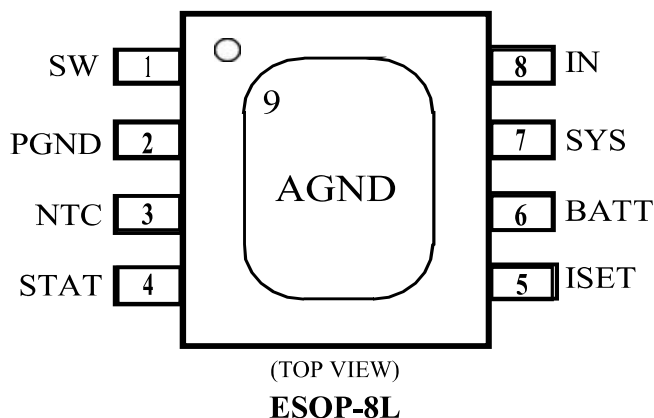 SW 1 8 IN
9
PGND 2 7 SYS
AGND
NTC 3 6 BATT
STAT 4 5 ISET
(TOP VIEW)
ESOP-8L